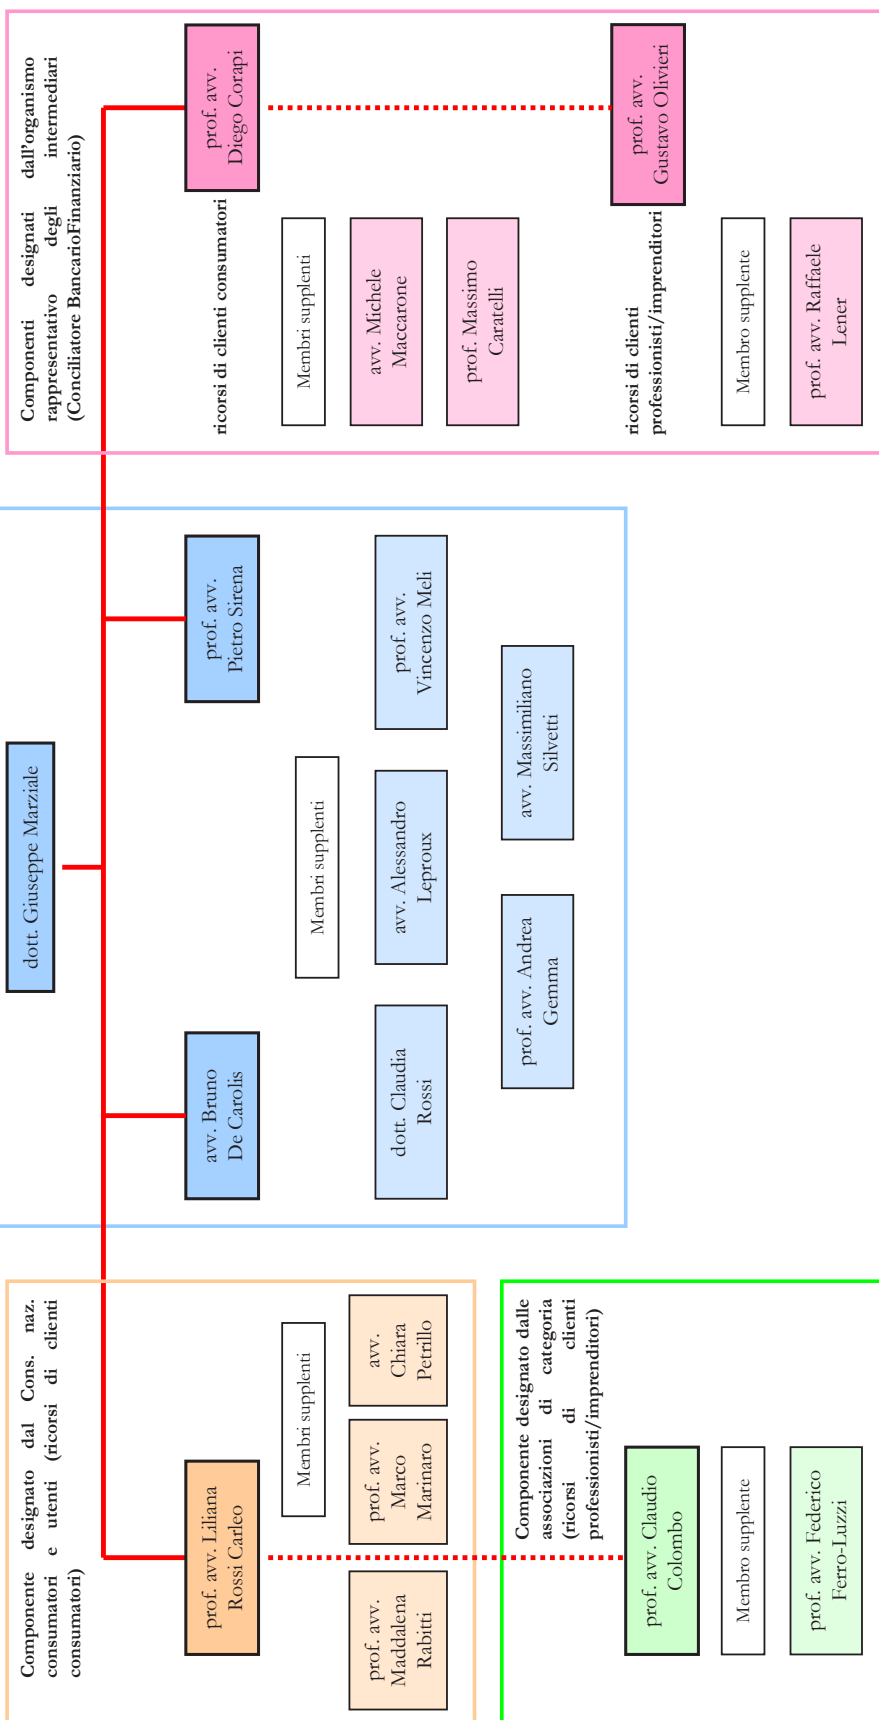 dott. Giuseppe Marziale
Componente designato dal Cons. naz.
consumatori e utenti (ricorsi di clienti
consumatori)
prof. avv. Liliana
Rossi Carleo
Membri supplenti
prof. avv.
Maddalena
Rabitti
prof. avv.
Marco
Marinaro
avv.
Chiara
Petrillo
Componente designato dalle
associazioni di categoria
(ricorsi di clienti
professionisti/imprenditori)
prof. avv. Claudio
Colombo
Membro supplente
prof. avv. Federico
Ferro-Luzzi
avv. Bruno
De Carolis
prof. avv.
Pietro Sirena
Membri supplenti
dott. Claudia
Rossi
avv. Alessandro
Leproux
prof. avv.
Vincenzo Meli
prof. avv. Andrea
Gemma
avv. Massimiliano
Silvetti
Componenti designati dall'organismo
rappresentativo degli intermediari
(Conciliatore BancarioFinanziario)
prof. avv.
Diego Corapi
ricorsi di clienti consumatori
Membri supplenti
avv. Michele
Maccarone
prof. Massimo
Caratelli
prof. avv.
Gustavo Olivieri
ricorsi di clienti
professionisti/imprenditori
Membro supplente
prof. avv. Raffaele
Lener